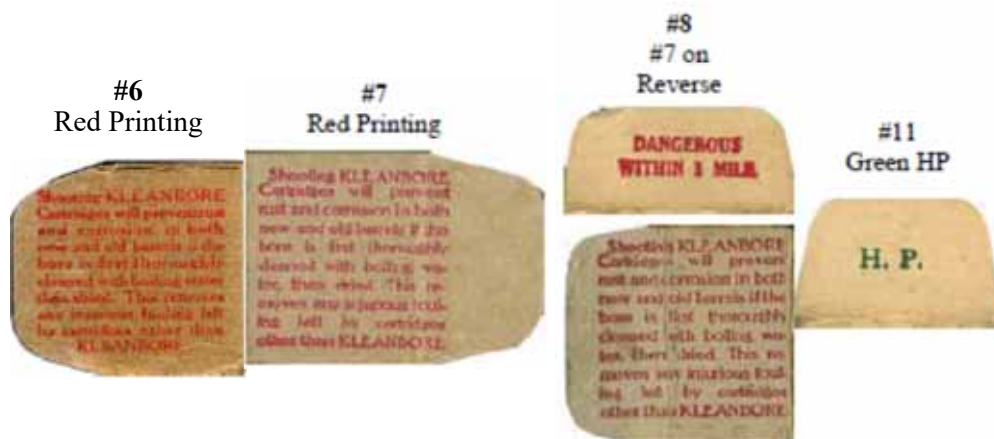 #6
Red Printing
Shooting KLEANBORE
Cartridges will prevent rust
and corrosion in both
new and old barrels if the
bore is first thoroughly
cleaned with boiling water
then dried. This removes
any injurious fouling left
by cartridges other than
KLEANBORE
#7
Red Printing
Shooting KLEANBORE
Cartridges will prevent
rust and corrosion in both
new and old barrels if the
bore is first thoroughly
cleaned with boiling wa-
ter, then dried. This re-
moves any injurious foul-
ing left by cartridges
other than KLEANBORE
#8
#7 on
Reverse
DANGEROUS
WITHIN 1 MILE
Shooting KLEANBORE
Cartridges will prevent
rust and corrosion in both
new and old barrels if the
bore is first thoroughly
cleaned with boiling wa-
ter, then dried. This re-
moves any injurious foul-
ing left by cartridges
other than KLEANBORE
#11
Green HP
H. P.